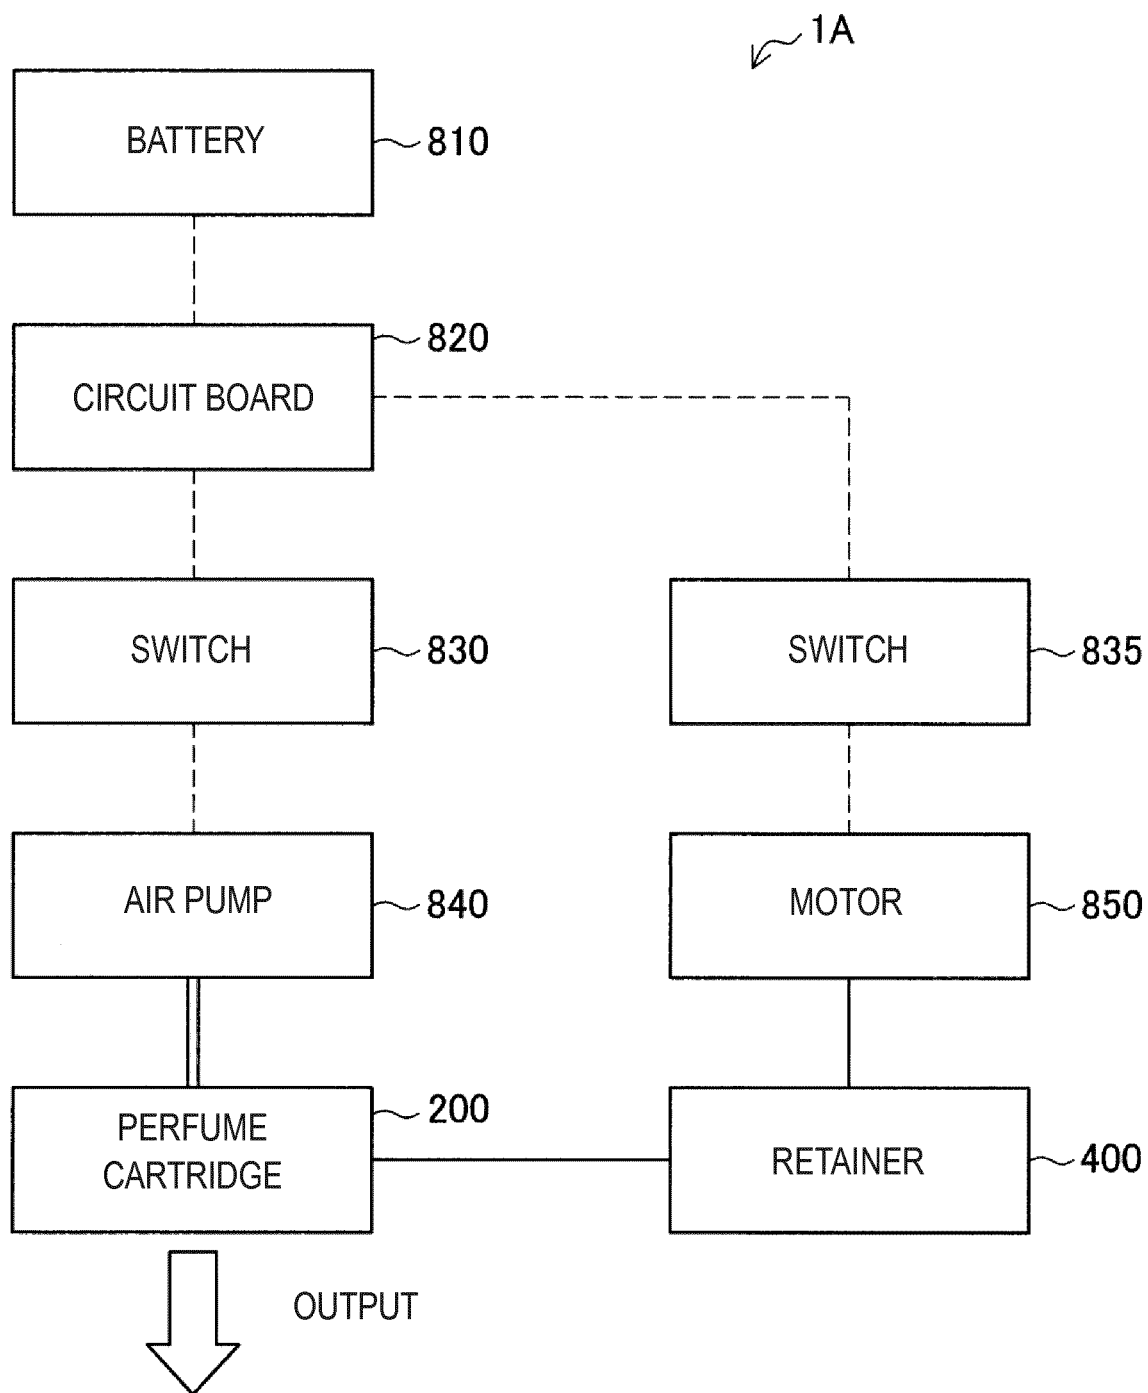 1A
BATTERY
810
820
CIRCUIT BOARD
SWITCH
830
SWITCH
835
AIR PUMP
840
MOTOR
850
PERFUME
CARTRIDGE
200
RETAINER
400
OUTPUT